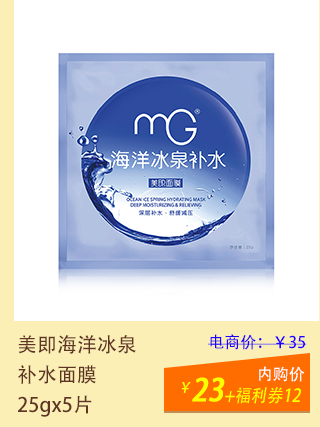 mG®
海洋冰泉补水
美即面膜
OCEAN ICE SPRING HYDRATING MASK
DEEP MOISTURIZING & RELIEVING
深层补水·舒缓减压
美即海洋冰泉
补水面膜
25gx5片
电商价：￥35
内购价
￥23+福利券12